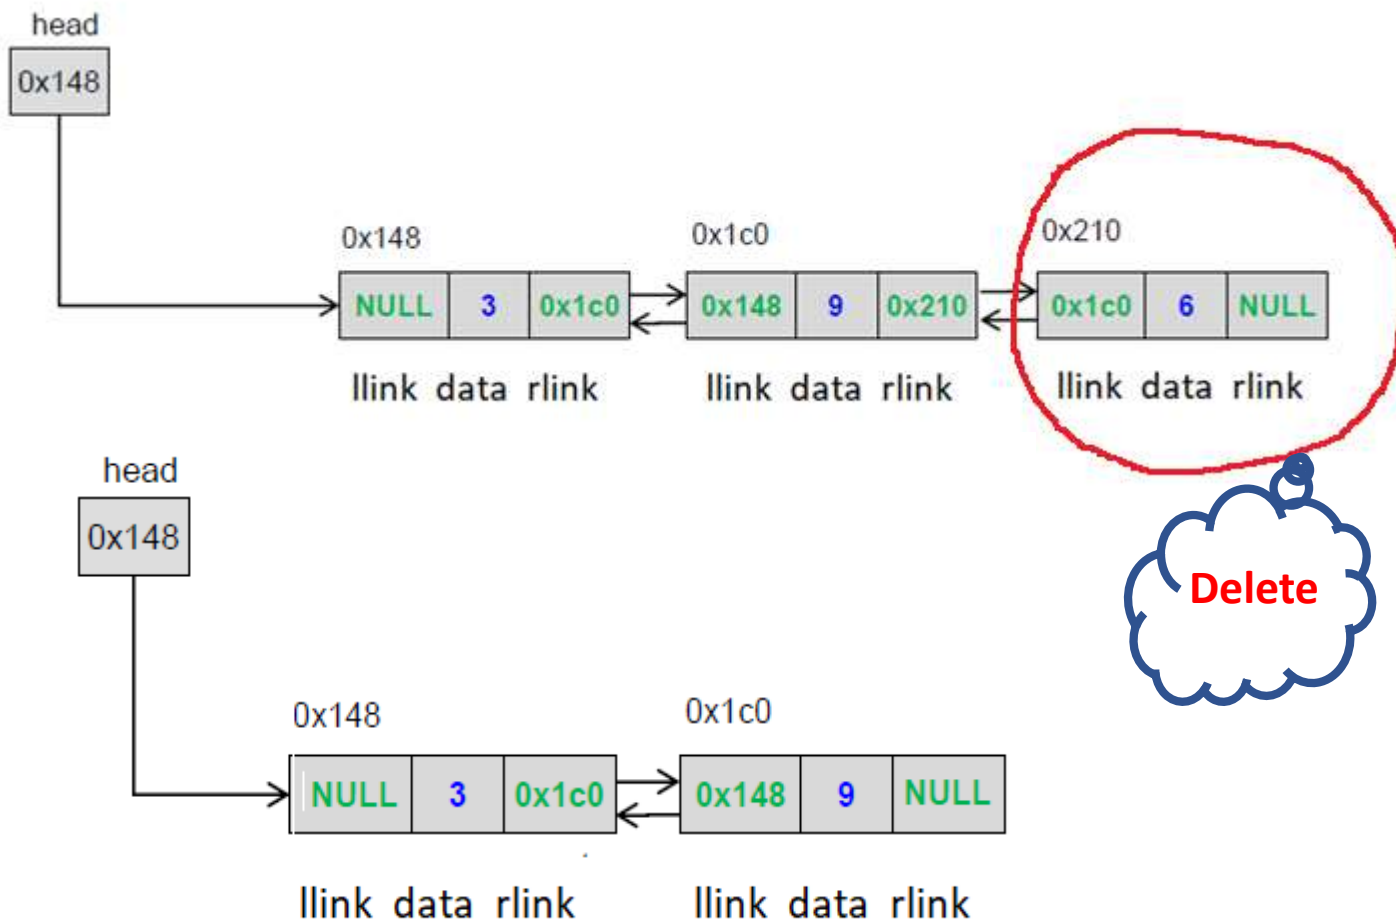 head
0x148
0x148 0x1c0 0x210
NULL 3 0x1c0 0x148 9 0x210 0x1c0 6 NULL
llink data rlink llink data rlink llink data rlink
head
0x148
Delete
0x148 0x1c0
NULL 3 0x1c0 0x148 9 NULL
llink data rlink llink data rlink